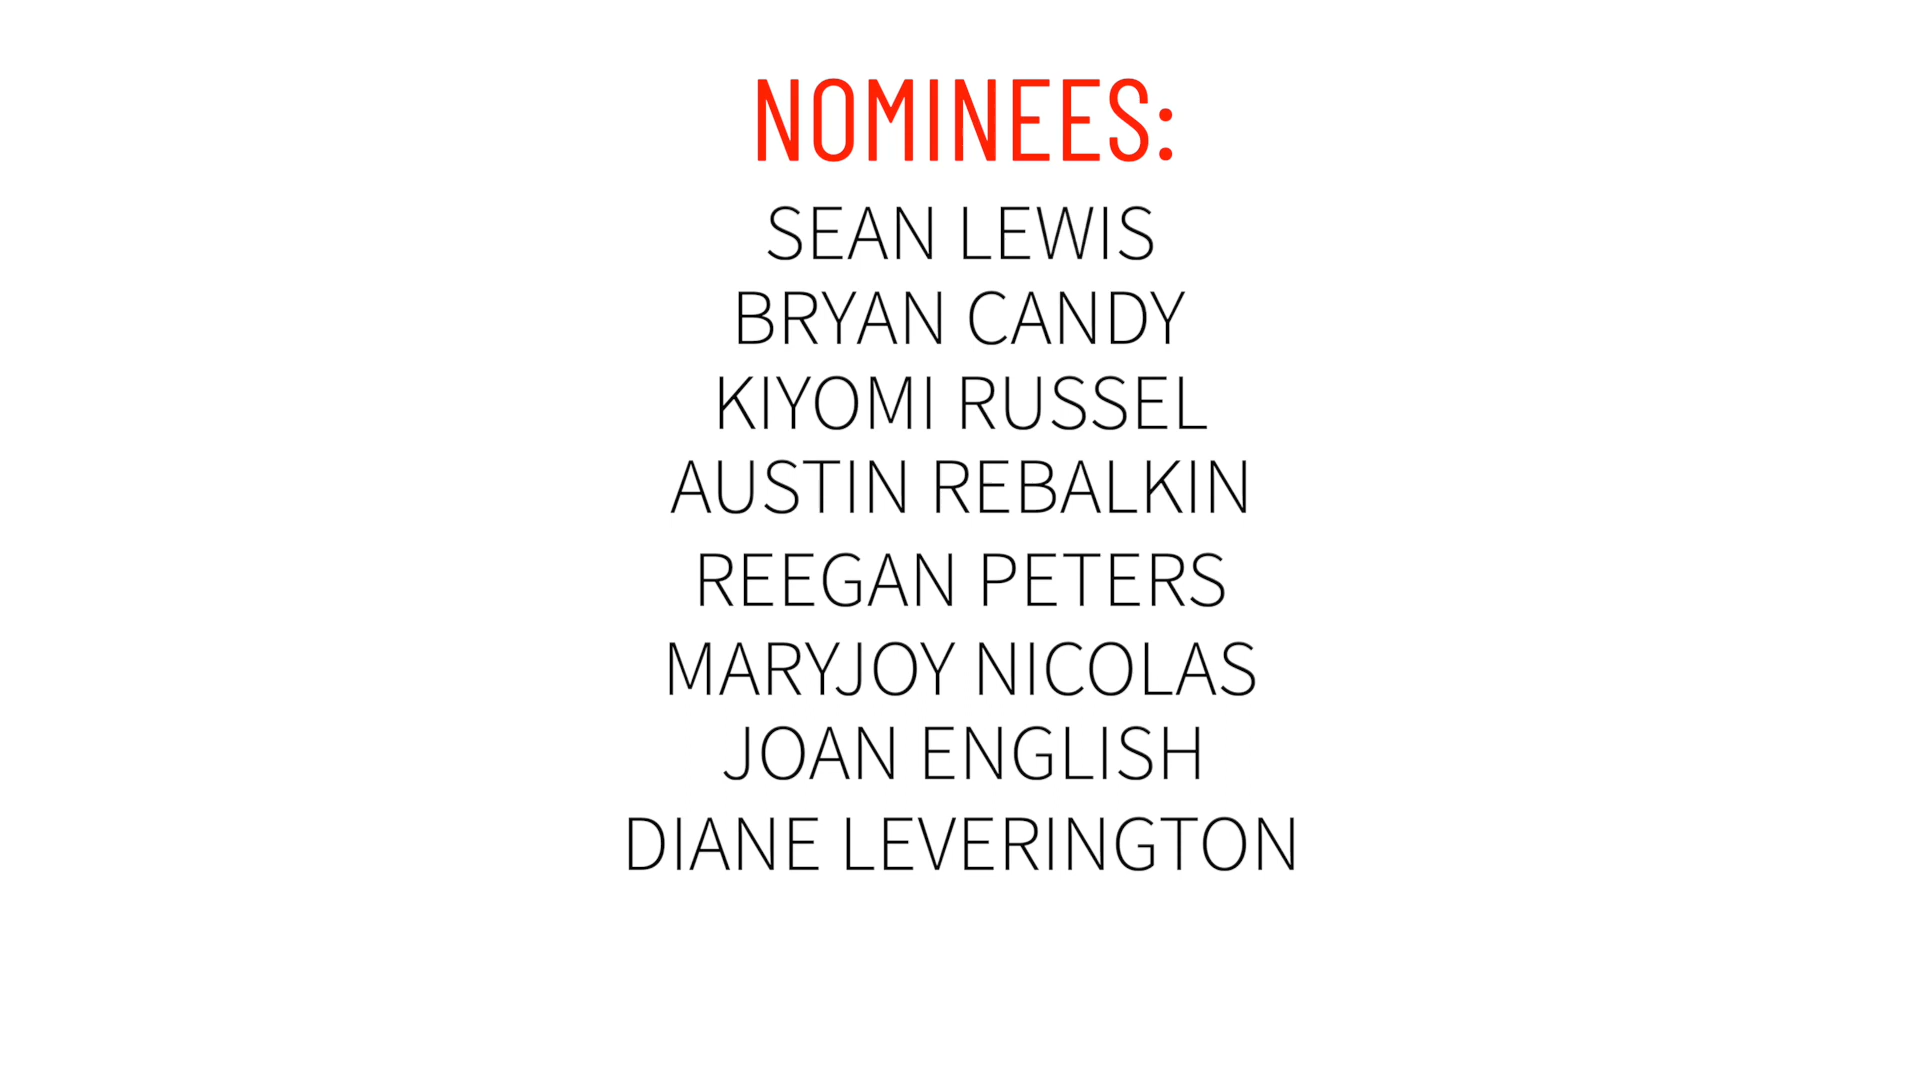 NOMINEES:
SEAN LEWIS
BRYAN CANDY
KIYOMI RUSSEL
AUSTIN REBALKIN
REEGAN PETERS
MARYJOY NICOLAS
JOAN ENGLISH
DIANE LEVERINGTON